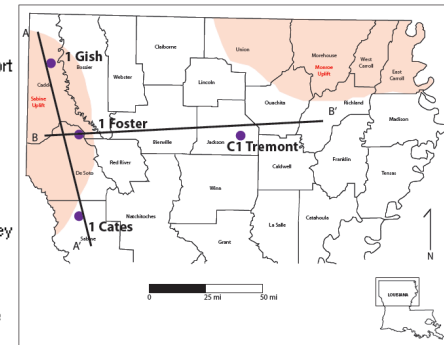 A
Claiborne
Union
Morehouse
West
Carroll
East
Carroll
ort
1 Gish
Bossier
Webster
Lincoln
Monroe
Uplift
Caddo
Sabine
Uplift
Ouachita
Richland
Madison
1 Foster
B'
B
Bienville
Jackson
C1 Tremont
De Soto
Red River
Caldwell
Franklin
Tensas
Winn
1 Cates
Natchitoches
La Salle
Catahoula
ey
A'
Sabine
Grant
N
0
25 mi
50 mi
LOUISIANA